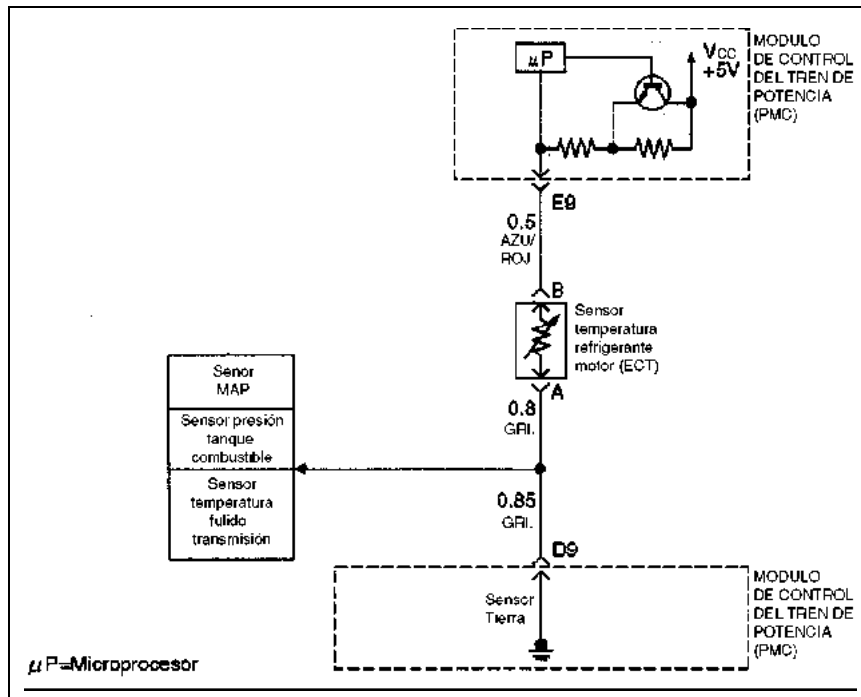 μP
VCC
+5V
MODULO
DE CONTROL
DEL TREN DE
POTENCIA
(PMC)
E9
0.5
AZU/
ROJ
B
Sensor
temperatura
refrigerante
motor (ECT)
A
Senor
MAP
Sensor presión
tanque
combustible
Sensor
temperatura
fulido
transmisión
0.8
GRI.
0.85
GRI.
D9
Sensor
Tierra
MODULO
DE CONTROL
DEL TREN DE
POTENCIA
(PMC)
μP=Microprocesor